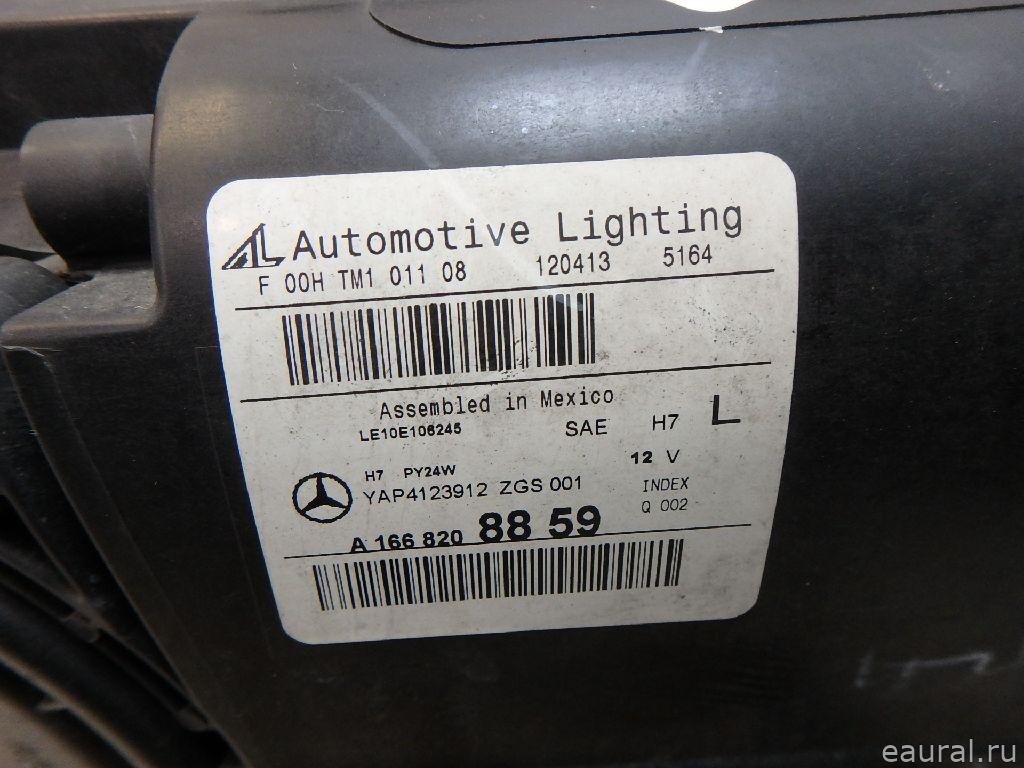 AL Automotive Lighting
F 00H TM1 011 08 120413 5164
Assembled in Mexico
LE10E106245 SAE H7 L
H7 PY24W 12 V
YAP4123912 ZGS 001 INDEX
Q 002
A 166 820 88 59
eaural.ru